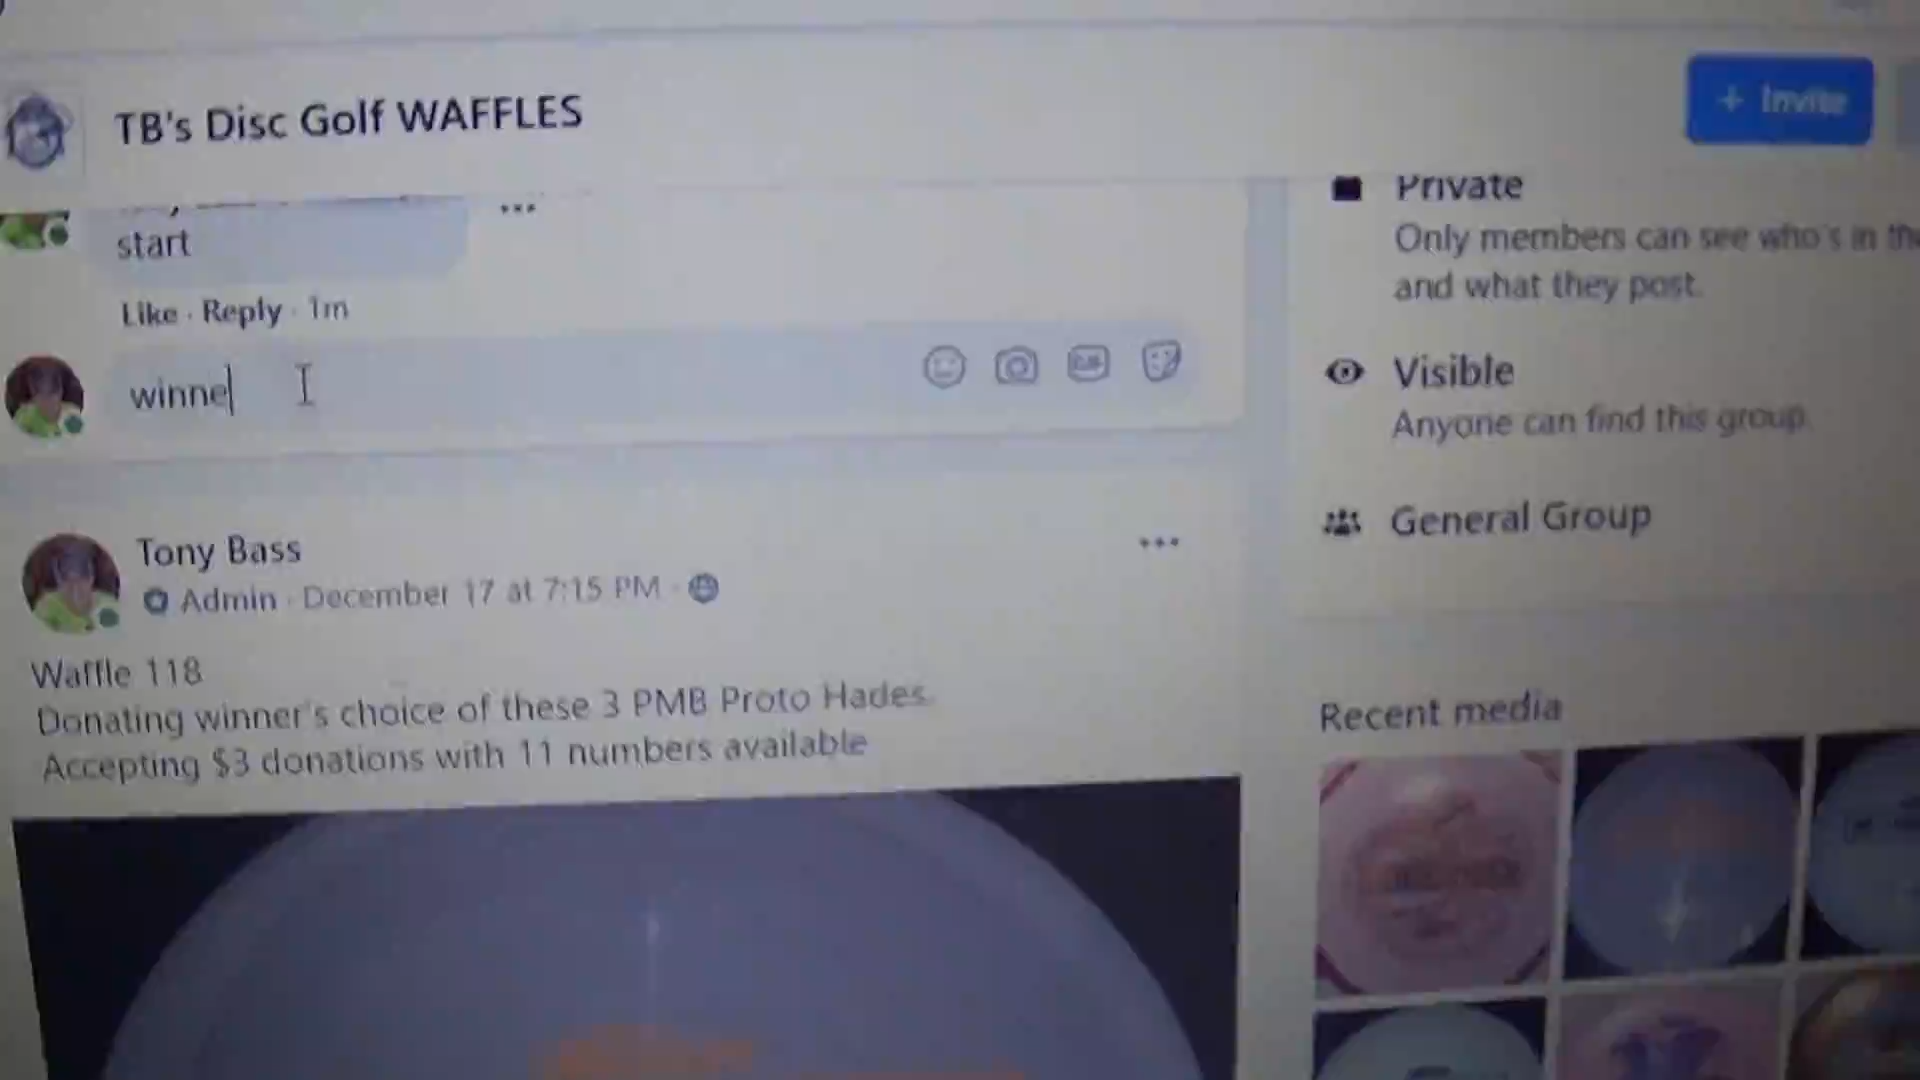 TB's Disc Golf WAFFLES
+ Invite
start
Like · Reply · 1m
winne
GIF
Tony Bass
Admin · December 17 at 7:15 PM ·
Waffle 118
Donating winner's choice of these 3 PMB Proto Hades.
Accepting $3 donations with 11 numbers available
Private
Only members can see who's in the
and what they post.
Visible
Anyone can find this group.
General Group
Recent media